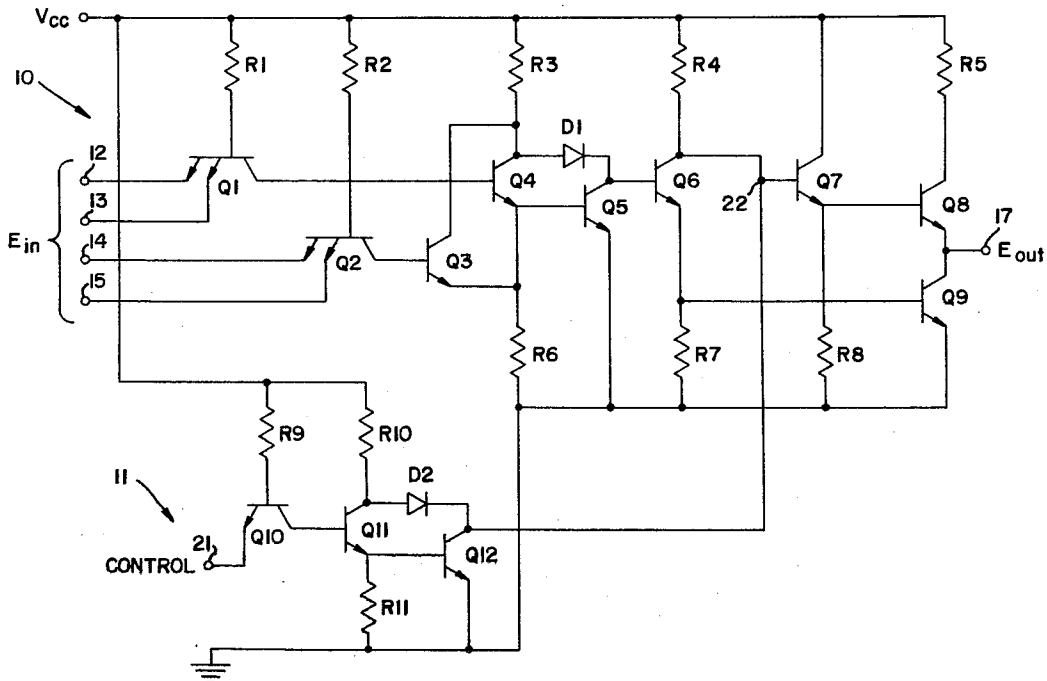 Vcc
R1
R2
R3
R4
R5
10
D1
12
Q1
Q4
Q5
Q6
22
Q7
Q8
17
13
Ein
14
Q2
Q3
Eout
15
Q9
R6
R7
R8
R9
R10
11
D2
21
Q10
Q11
Q12
CONTROL
R11